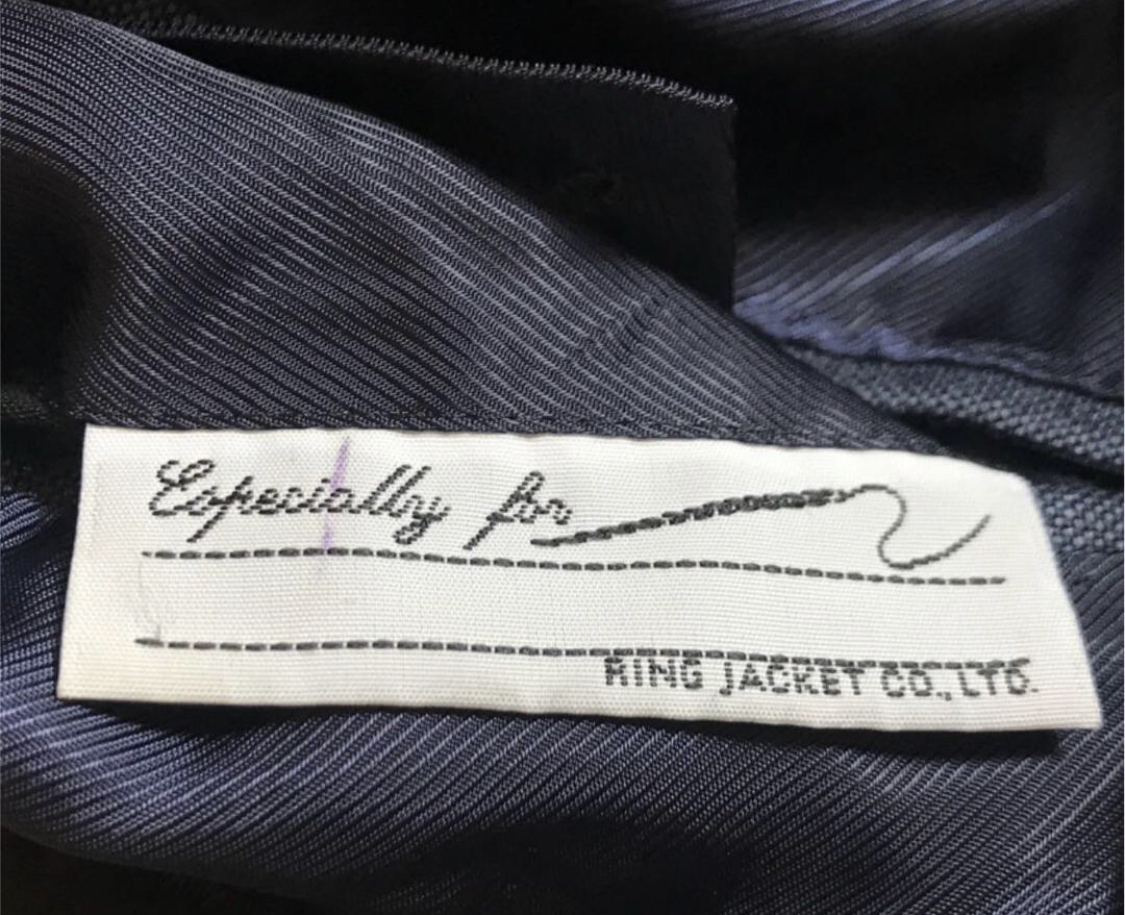 Especially for
RING JACKET CO., LTD.